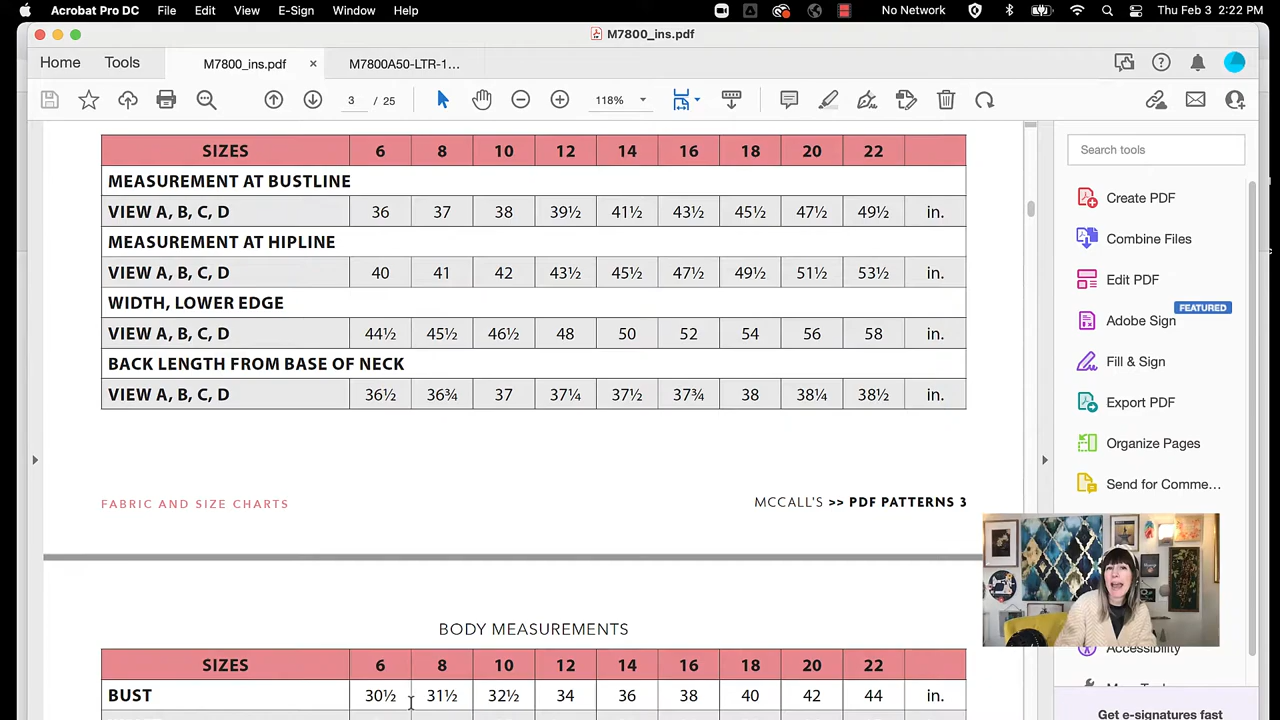 Acrobat Pro DC File Edit View E-Sign Window Help No Network Thu Feb 3 2:22 PM
M7800_ins.pdf
Home Tools M7800_ins.pdf × M7800A50-LTR-1...
3 / 25 118%
SIZES 6 8 10 12 14 16 18 20 22
MEASUREMENT AT BUSTLINE
VIEW A, B, C, D 36 37 38 39½ 41½ 43½ 45½ 47½ 49½ in.
MEASUREMENT AT HIPLINE
VIEW A, B, C, D 40 41 42 43½ 45½ 47½ 49½ 51½ 53½ in.
WIDTH, LOWER EDGE
VIEW A, B, C, D 44½ 45½ 46½ 48 50 52 54 56 58 in.
BACK LENGTH FROM BASE OF NECK
VIEW A, B, C, D 36½ 36¾ 37 37¼ 37½ 37¾ 38 38¼ 38½ in.
FABRIC AND SIZE CHARTS MCCALL'S >> PDF PATTERNS 3
BODY MEASUREMENTS
SIZES 6 8 10 12 14 16 18 20 22
BUST 30½ 31½ 32½ 34 36 38 40 42 44 in.
Search tools
Create PDF
Combine Files
Edit PDF
FEATURED
Adobe Sign
Fill & Sign
Export PDF
Organize Pages
Send for Comme...
Accessibility
Get e-signatures fast